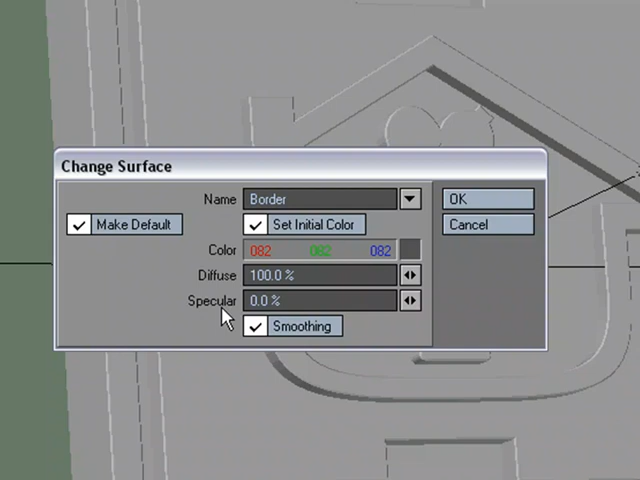 Change Surface
Name Border OK
Make Default Set Initial Color Cancel
Color 082 082 082
Diffuse 100.0 %
Specular 0.0 %
Smoothing